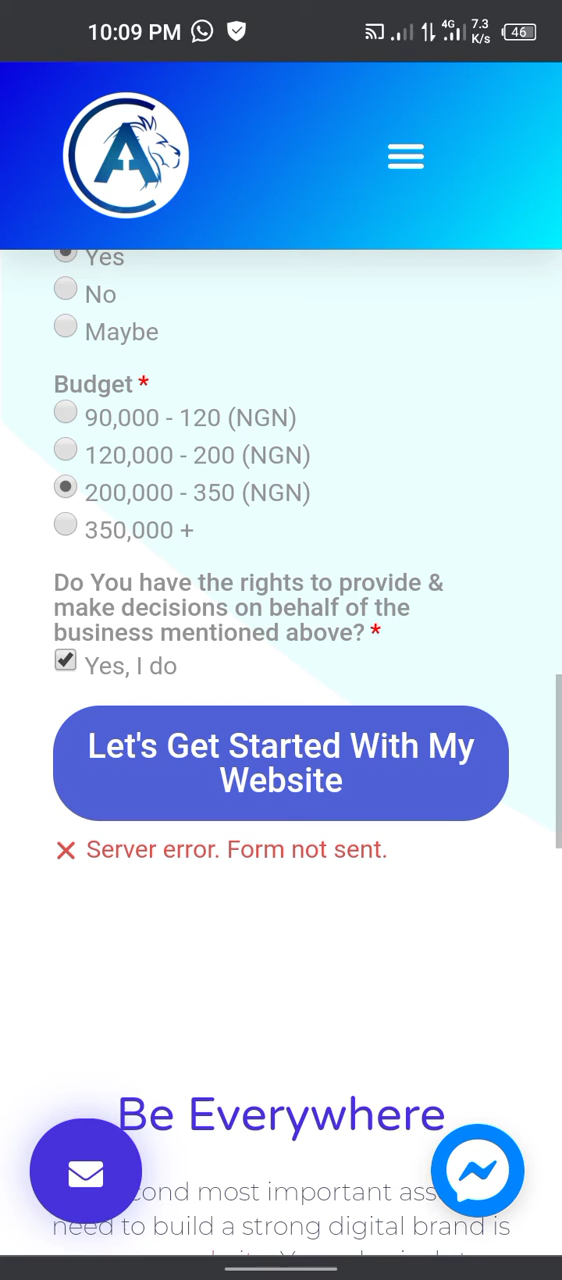 10:09 PM
4G
7.3
K/s
46
A
Yes
No
Maybe
Budget *
90,000 - 120 (NGN)
120,000 - 200 (NGN)
200,000 - 350 (NGN)
350,000 +
Do You have the rights to provide &
make decisions on behalf of the
business mentioned above? *
Yes, I do
Let's Get Started With My
Website
Server error. Form not sent.
Be Everywhere
most important
need to build a strong digital brand is